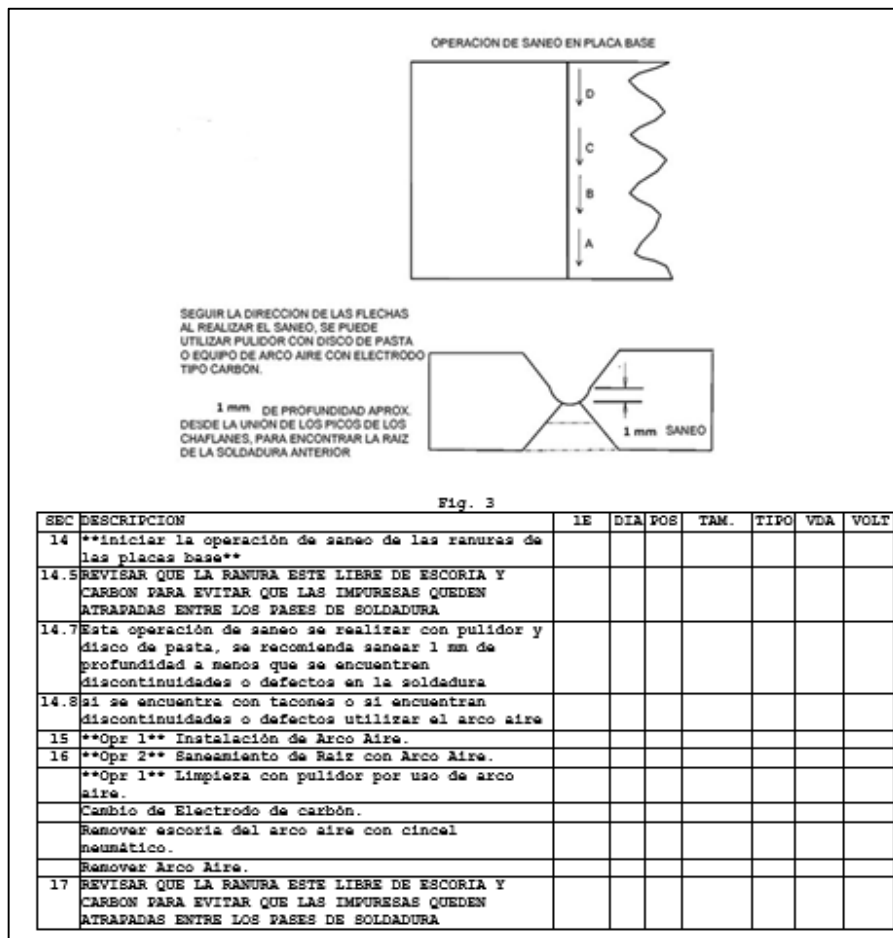 OPERACION DE SANEO EN PLACA BASE
D
C
B
A
SEGUIR LA DIRECCION DE LAS FLECHAS
AL REALIZAR EL SANEO, SE PUEDE
UTILIZAR PULIDOR CON DISCO DE PASTA
O EQUIPO DE ARCO AIRE CON ELECTRODO
TIPO CARBON.
1 mm DE PROFUNDIDAD APROX.
DESDE LA UNION DE LOS PICOS DE LOS
CHAFLANES, PARA ENCONTRAR LA RAIZ
DE LA SOLDADURA ANTERIOR
1 mm SANEO
Fig. 3
SEC DESCRIPCION 1E DIA POS TAM. TIPO VDA VOLT
14 **iniciar la operación de saneo de las ranuras de
las placas base**
14.5 REVISAR QUE LA RANURA ESTE LIBRE DE ESCORIA Y
CARBON PARA EVITAR QUE LAS IMPURESAS QUEDEN
ATRAPADAS ENTRE LOS PASES DE SOLDADURA
14.7 Esta operación de saneo se realizar con pulidor y
disco de pasta, se recomienda sanear 1 mm de
profundidad a menos que se encuentren
discontinuidades o defectos en la soldadura
14.8 si se encuentra con tacones o si encuentran
discontinuidades o defectos utilizar el arco aire
15 **Opr 1** Instalación de Arco Aire.
16 **Opr 2** Saneamiento de Raiz con Arco Aire.
**Opr 1** Limpieza con pulidor por uso de arco
aire.
Cambio de Electrodo de carbón.
Remover escoria del arco aire con cincel
neumático.
Remover Arco Aire.
17 REVISAR QUE LA RANURA ESTE LIBRE DE ESCORIA Y
CARBON PARA EVITAR QUE LAS IMPURESAS QUEDEN
ATRAPADAS ENTRE LOS PASES DE SOLDADURA